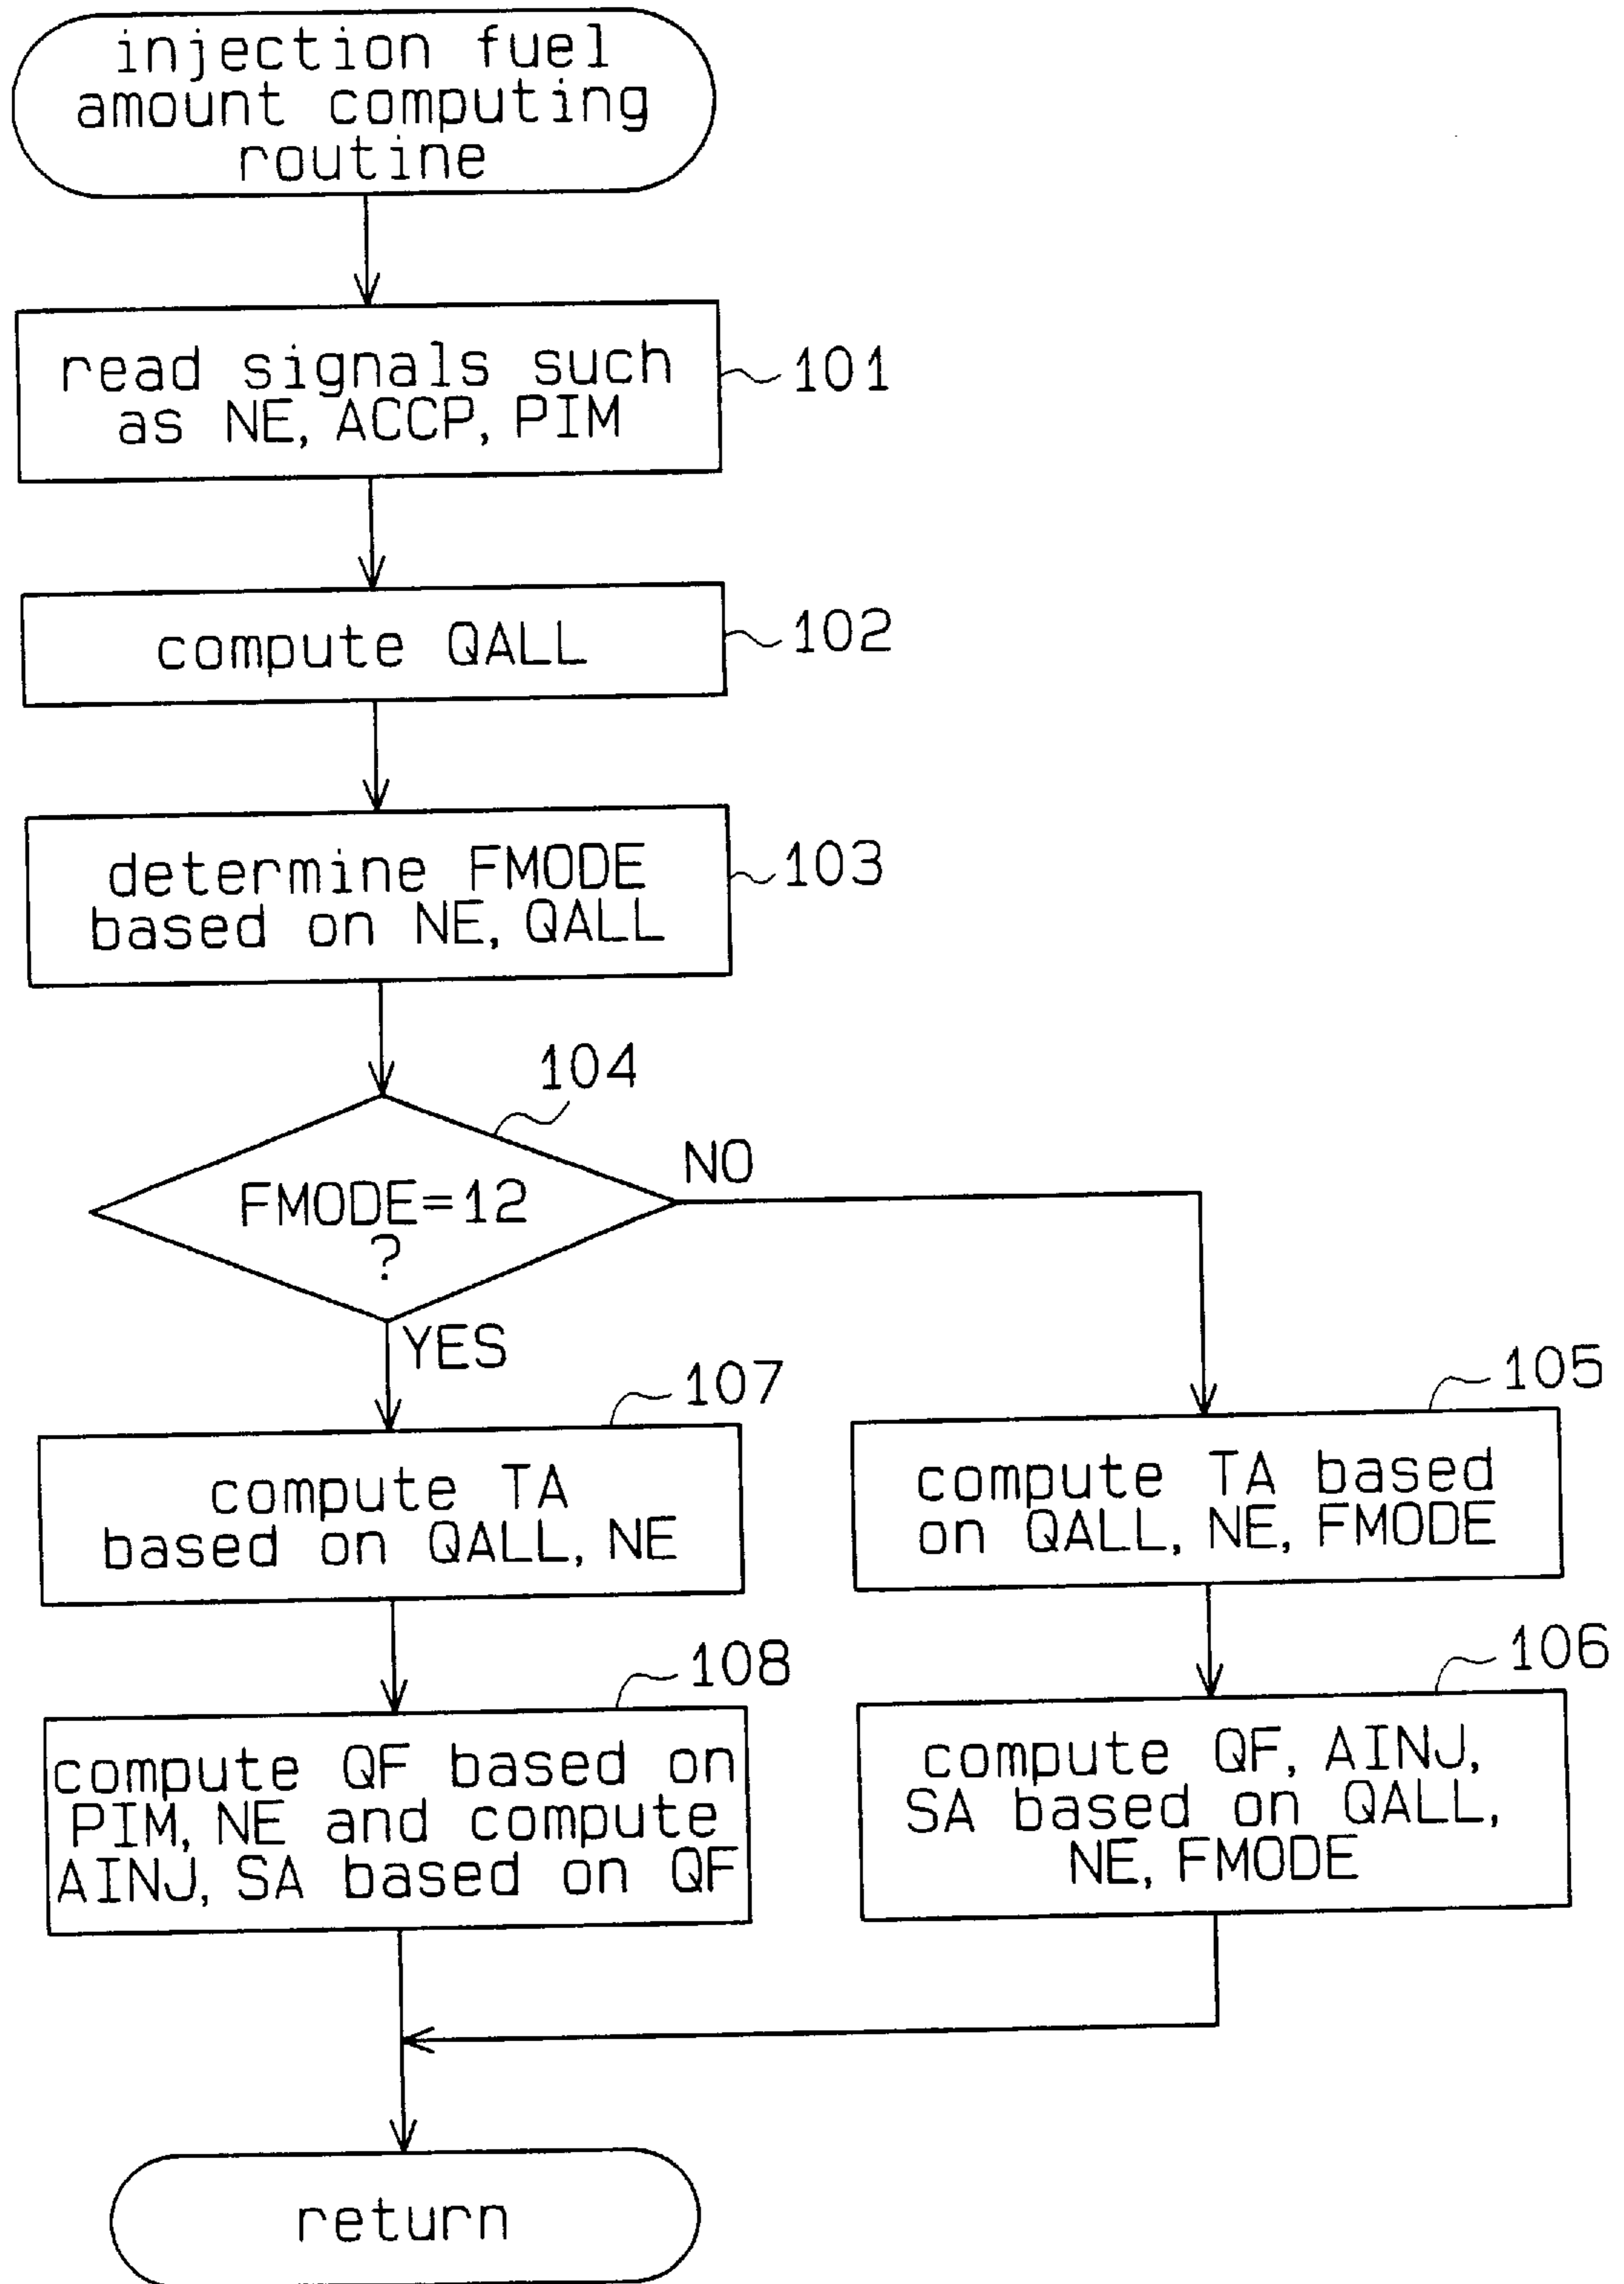 injection fuel
amount computing
routine
read signals such
as NE, ACCP, PIM
101
compute QALL
102
determine FMODE
based on NE, QALL
103
104
FMODE=12
?
NO
YES
107
compute TA
based on QALL, NE
105
compute TA based
on QALL, NE, FMODE
108
compute QF based on
PIM, NE and compute
AINJ, SA based on QF
106
compute QF, AINJ,
SA based on QALL,
NE, FMODE
return